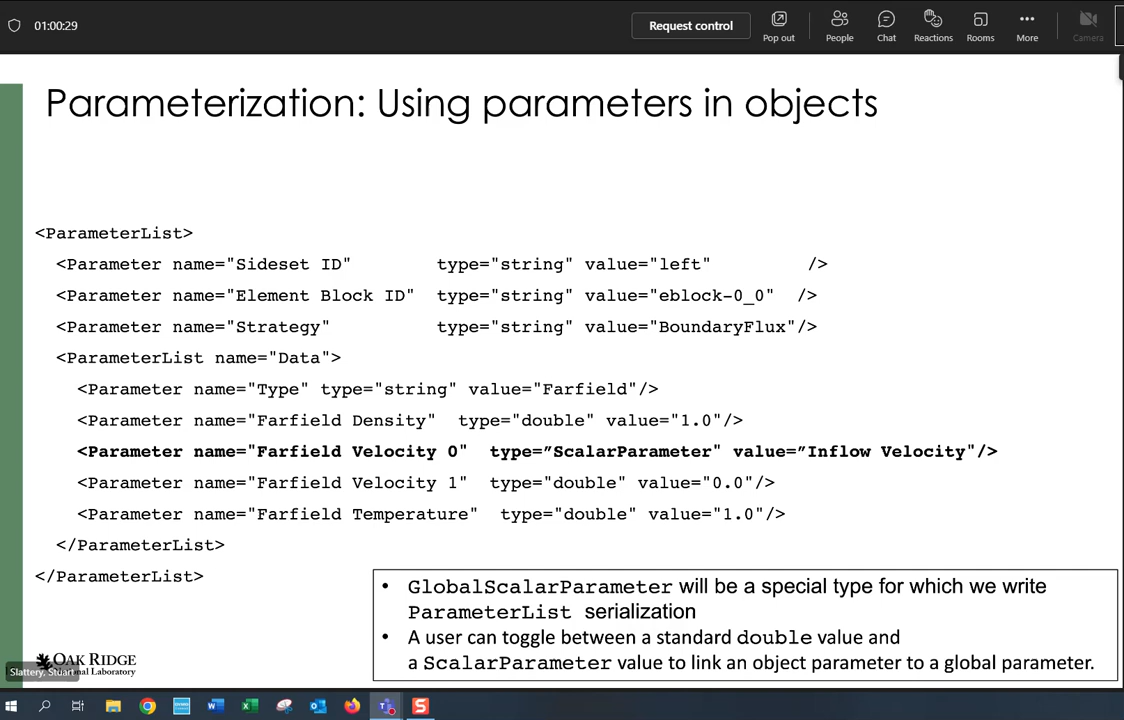 01:00:29
Request control
Pop out
People
Chat
Reactions
Rooms
More
Camera
Parameterization: Using parameters in objects
<ParameterList>
<Parameter name="Sideset ID" type="string" value="left" />
<Parameter name="Element Block ID" type="string" value="eblock-0_0" />
<Parameter name="Strategy" type="string" value="BoundaryFlux"/>
<ParameterList name="Data">
<Parameter name="Type" type="string" value="Farfield"/>
<Parameter name="Farfield Density" type="double" value="1.0"/>
<Parameter name="Farfield Velocity 0" type=”ScalarParameter" value=”Inflow Velocity"/>
<Parameter name="Farfield Velocity 1" type="double" value="0.0"/>
<Parameter name="Farfield Temperature" type="double" value="1.0"/>
</ParameterList>
</ParameterList>
• GlobalScalarParameter will be a special type for which we write
ParameterList serialization
• A user can toggle between a standard double value and
a ScalarParameter value to link an object parameter to a global parameter.
OAK RIDGE
Slattery, Stuart
nal Laboratory